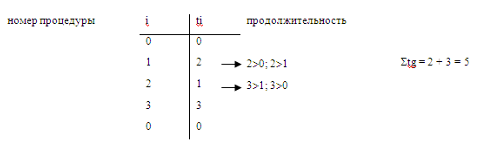 номер процедуры i tj продолжительность
0 0
1 2 2>0; 2>1 Σtg = 2 + 3 = 5
2 1 3>1; 3>0
3 3
0 0